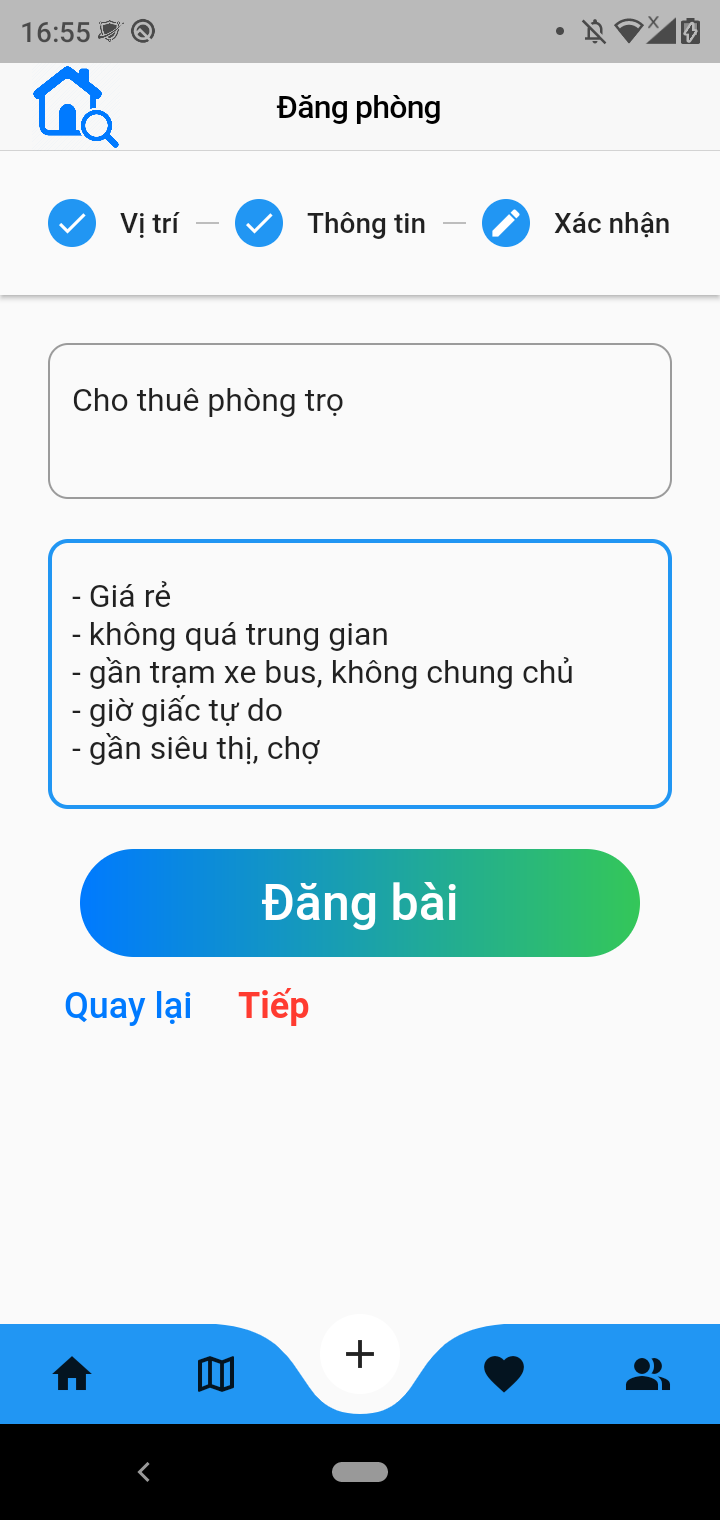 16:55
Đăng phòng
Vị trí
Thông tin
Xác nhận
Cho thuê phòng trọ
- Giá rẻ
- không quá trung gian
- gần trạm xe bus, không chung chủ
- giờ giấc tự do
- gần siêu thị, chợ
Đăng bài
Quay lại Tiếp